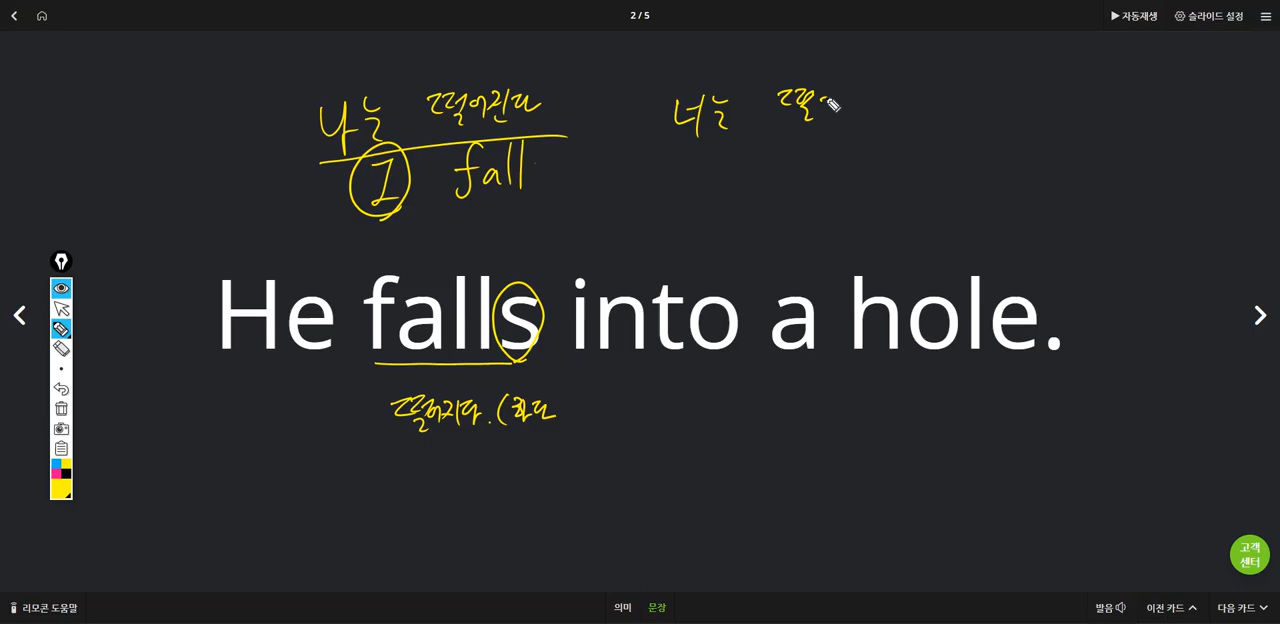 2 / 5
▶ 자동재생
슬라이드 설정
나는 떨어진다
너는 떨
I fall
He falls into a hole.
떨어지다. (
고객
센터
리모콘 도움말
의미
문장
발음
이전 카드
다음 카드